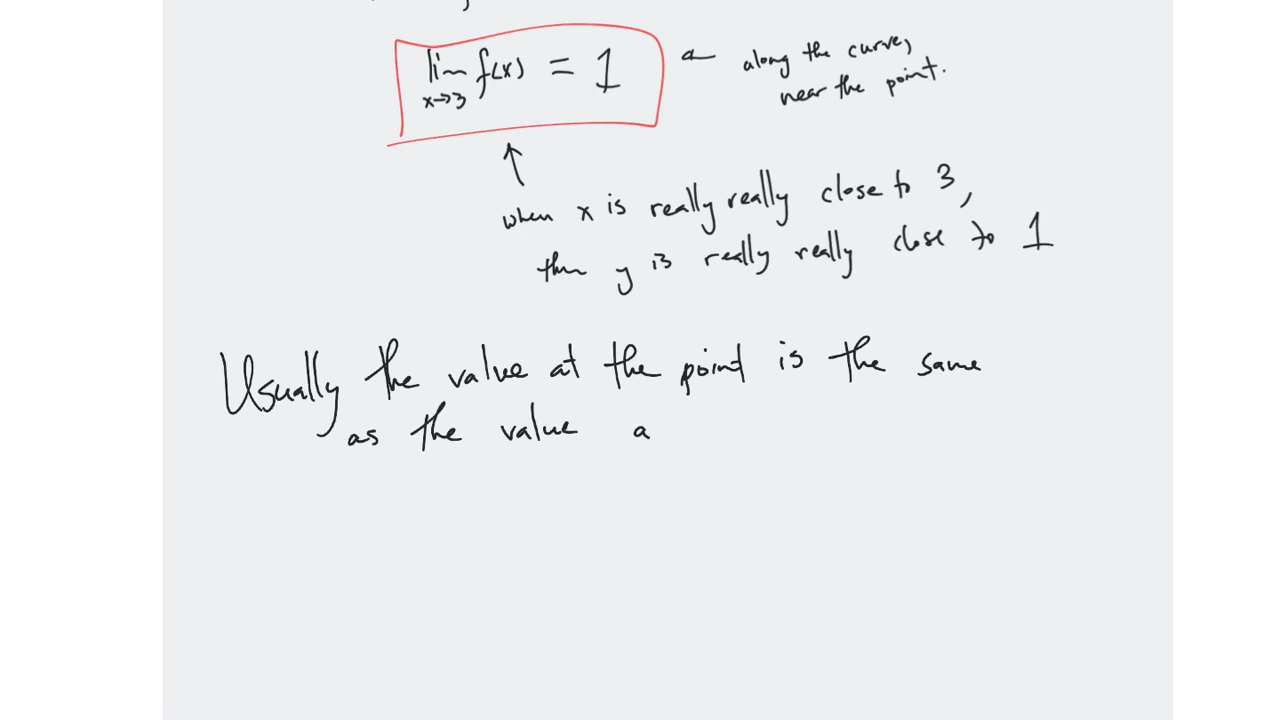 lim f(x) = 1 ← along the curve,
x→3
near the point.
↑
when x is really really close to 3,
then y is really really close to 1
Usually the value at the point is the same
as the value a